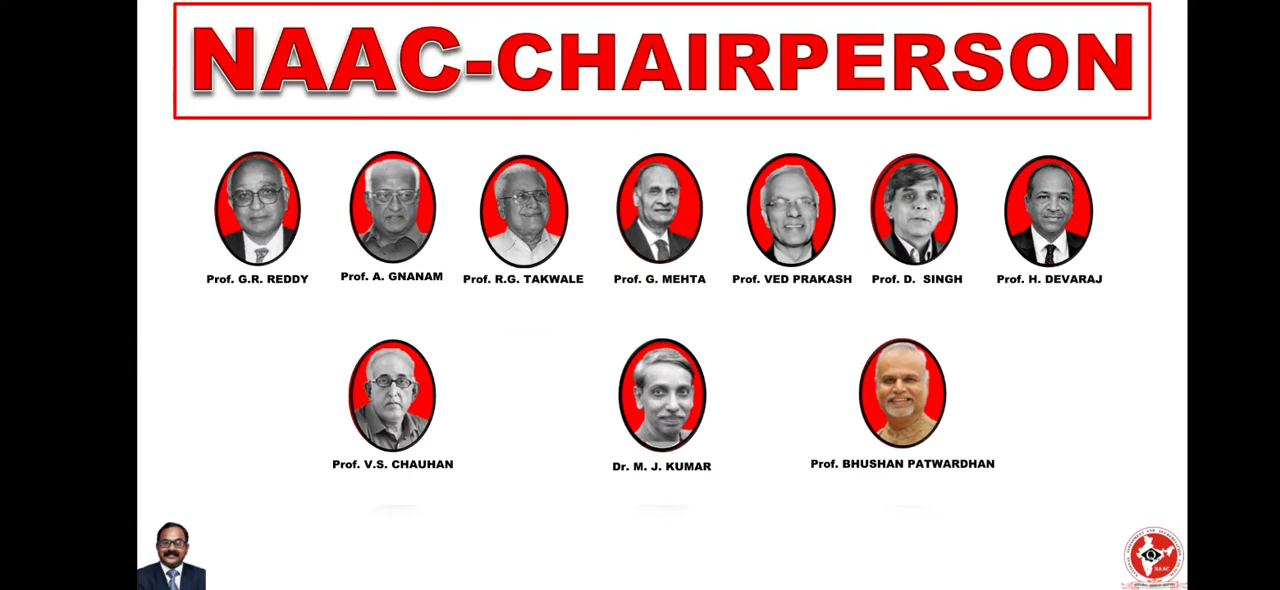 NAAC-CHAIRPERSON
Prof. G.R. REDDY
Prof. A. GNANAM
Prof. R.G. TAKWALE
Prof. G. MEHTA
Prof. VED PRAKASH
Prof. D. SINGH
Prof. H. DEVARAJ
Prof. V.S. CHAUHAN
Dr. M. J. KUMAR
Prof. BHUSHAN PATWARDHAN
NAAC